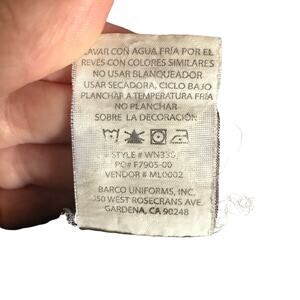 LAVAR CON AGUA FRÍA POR EL
REVÉS CON COLORES SIMILARES
NO USAR BLANQUEADOR
USAR SECADORA, CICLO BAJO
PLANCHAR A TEMPERATURA FRÍA
NO PLANCHAR
SOBRE LA DECORACIÓN
STYLE # WN335
PO# F7905-00
VENDOR # ML0002
BARCO UNIFORMS, INC.
350 WEST ROSECRANS AVE.
GARDENA, CA 90248